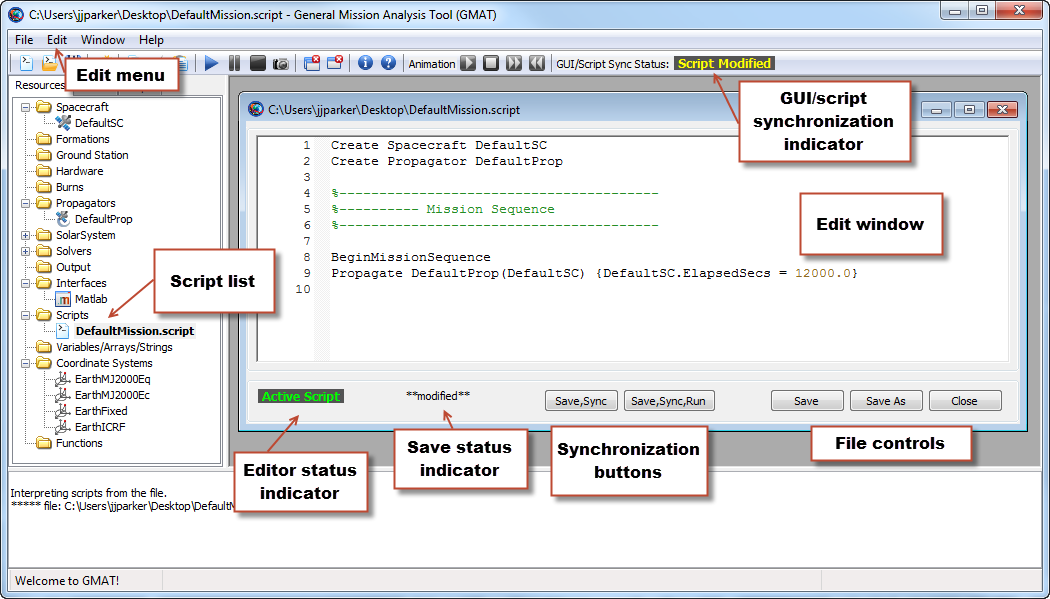 C:\Users\jjparker\Desktop\DefaultMission.script - General Mission Analysis Tool (GMAT)
File Edit Window Help
Animation GUI/Script Sync Status: Script Modified
Edit menu
Resources
GUI/script
synchronization
indicator
Spacecraft
DefaultSC
Formations
Ground Station
Hardware
Burns
Propagators
DefaultProp
SolarSystem
Solvers
Output
Interfaces
Matlab
Scripts
DefaultMission.script
Variables/Arrays/Strings
Coordinate Systems
EarthMJ2000Eq
EarthMJ2000Ec
EarthFixed
EarthICRF
Functions
Script list
C:\Users\jjparker\Desktop\DefaultMission.script
1 Create Spacecraft DefaultSC
2 Create Propagator DefaultProp
3
4 %----------------------------------------
5 %---------- Mission Sequence
6 %----------------------------------------
7
8 BeginMissionSequence
9 Propagate DefaultProp(DefaultSC) {DefaultSC.ElapsedSecs = 12000.0}
10
Edit window
Active Script **modified** Save,Sync Save,Sync,Run Save Save As Close
Editor status
indicator
Save status
indicator
Synchronization
buttons
File controls
Interpreting scripts from the file.
***** file: C:\Users\jjparker\Desktop\DefaultM
Welcome to GMAT!